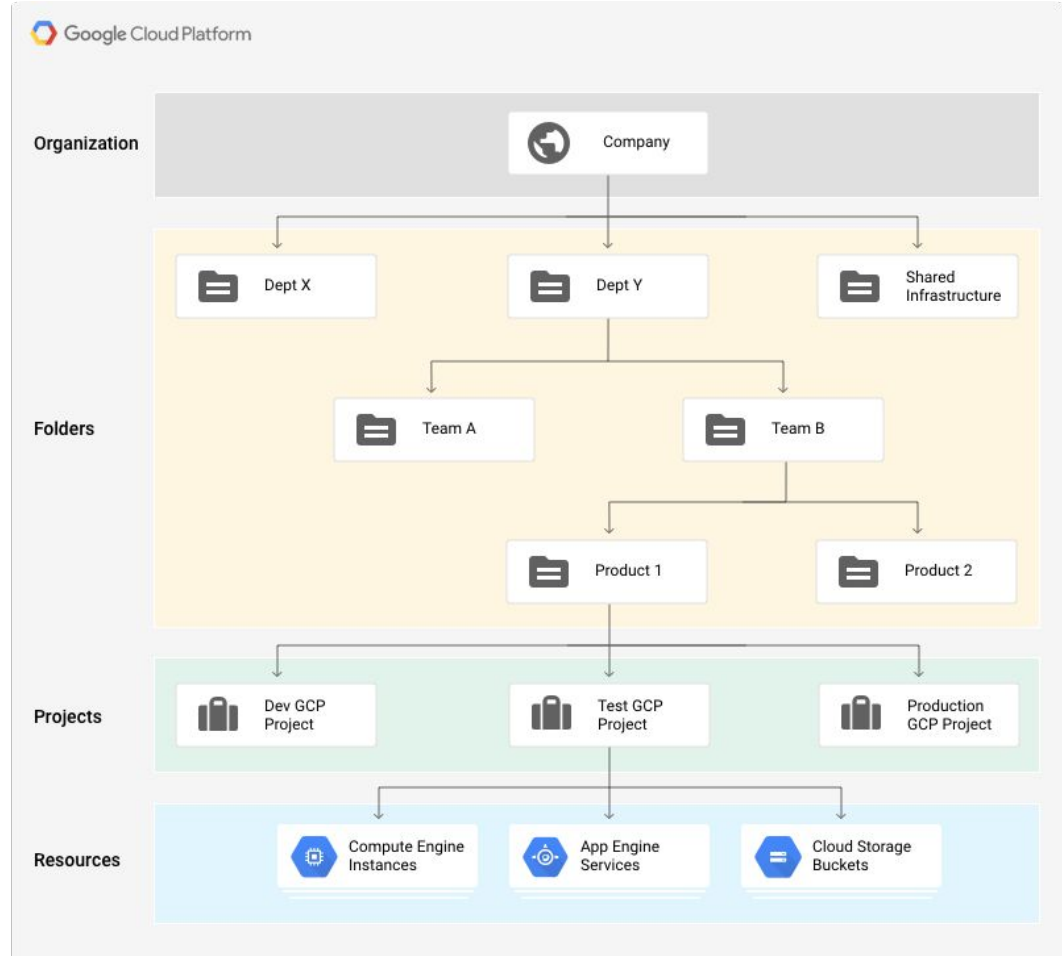 Google Cloud Platform
Organization
Company
Dept X
Dept Y
Shared
Infrastructure
Folders
Team A
Team B
Product 1
Product 2
Projects
Dev GCP
Project
Test GCP
Project
Production
GCP Project
Resources
Compute Engine
Instances
App Engine
Services
Cloud Storage
Buckets